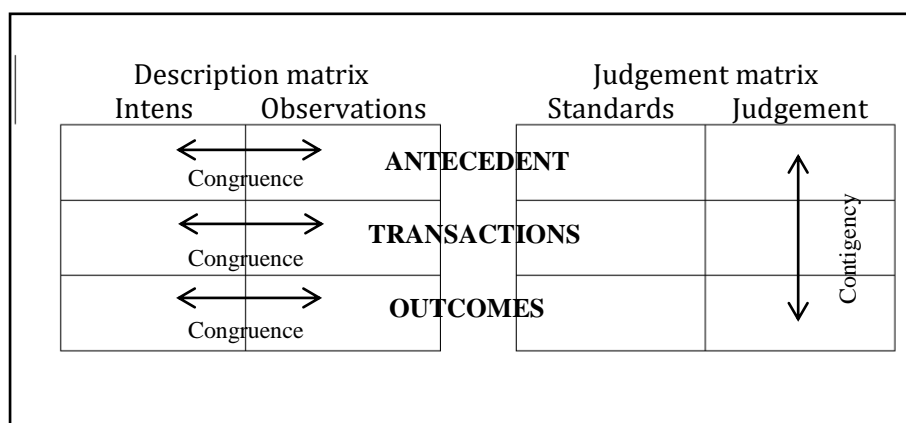 Description matrix Judgement matrix
Intens Observations Standards Judgement
ANTECEDENT
Congruence
TRANSACTIONS
Congruence
Contigency
OUTCOMES
Congruence